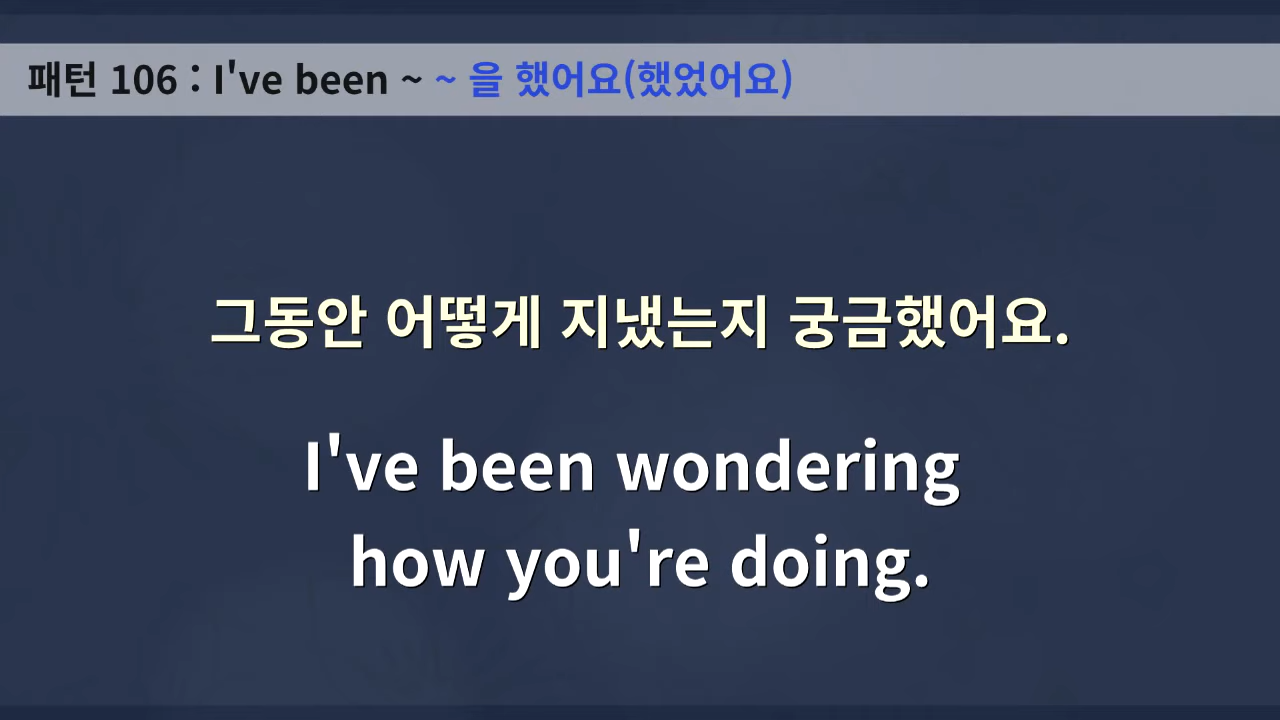 패턴 106 : I've been ~ ~ 을 했어요(했었어요)
그동안 어떻게 지냈는지 궁금했어요.
I've been wondering
how you're doing.